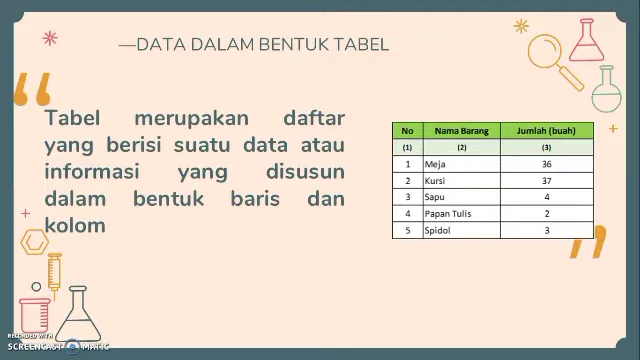 —DATA DALAM BENTUK TABEL
Tabel merupakan daftar
yang berisi suatu data atau
informasi yang disusun
dalam bentuk baris dan
kolom
No Nama Barang Jumlah (buah)
(1) (2) (3)
1 Meja 36
2 Kursi 37
3 Sapu 4
4 Papan Tulis 2
5 Spidol 3
RECORDED WITH
SCREENCAST MATIC